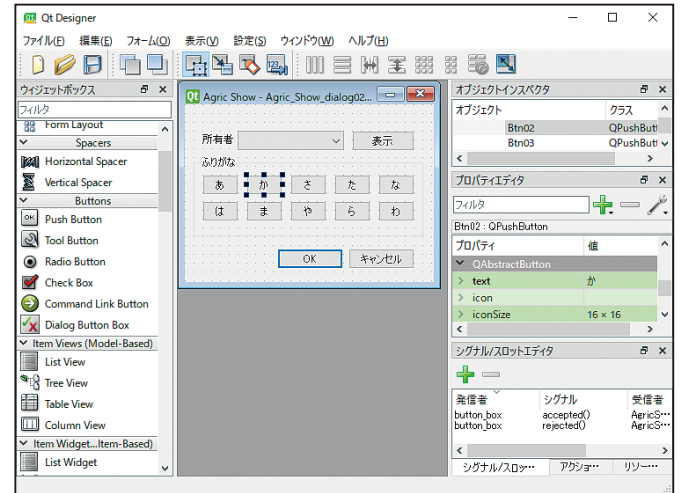 Qt Designer
ファイル(F) 編集(E) フォーム(O) 表示(V) 設定(S) ウィンドウ(W) ヘルプ(H)
ウィジェットボックス
フィルタ
Form Layout
Spacers
Horizontal Spacer
Vertical Spacer
Buttons
OK Push Button
Tool Button
Radio Button
Check Box
Command Link Button
Dialog Button Box
Item Views (Model-Based)
List View
Tree View
Table View
Column View
Item Widget...Item-Based)
List Widget
Qt Agric Show - Agric_Show_dialog02...
所有者 表示
ふりがな
あ か さ た な
は ま や ら わ
OK キャンセル
オブジェクトインスペクタ
オブジェクト クラス
Btn02 QPushButt
Btn03 QPushButt
プロパティエディタ
フィルタ
Btn02 : QPushButton
プロパティ 値
QAbstractButton
text か
icon
iconSize 16 × 16
シグナル/スロットエディタ
発信者 シグナル 受信者
button_box accepted() AgricS…
button_box rejected() AgricS…
シグナル/スロッ… アクショ… リソー…